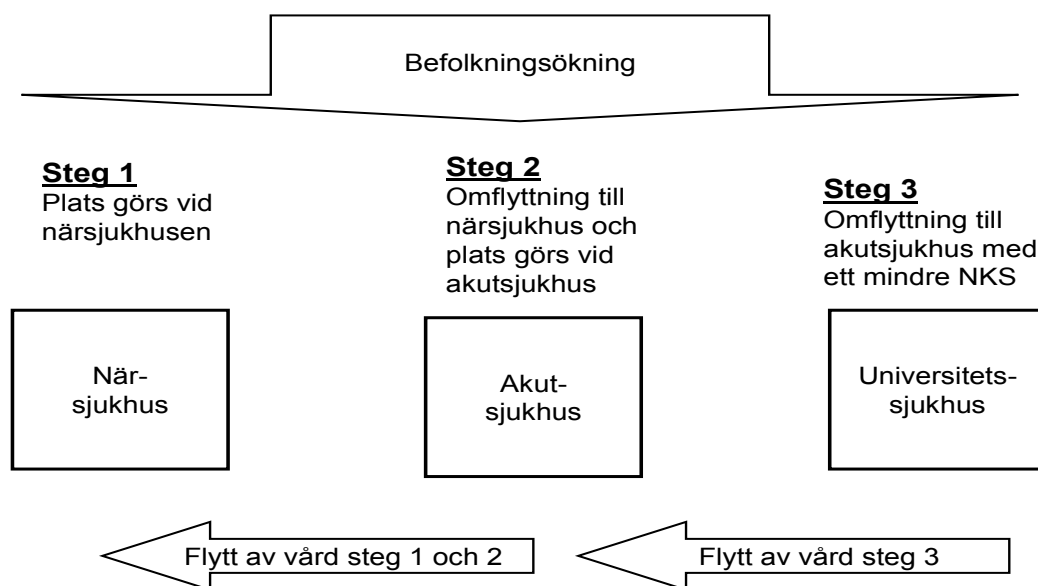 Befolkningsökning
Steg 1
Plats görs vid
närsjukhusen
Steg 2
Omflyttning till
närsjukhus och
plats görs vid
akutsjukhus
Steg 3
Omflyttning till
akutsjukhus med
ett mindre NKS
När-
sjukhus
Akut-
sjukhus
Universitets-
sjukhus
Flytt av vård steg 1 och 2
Flytt av vård steg 3